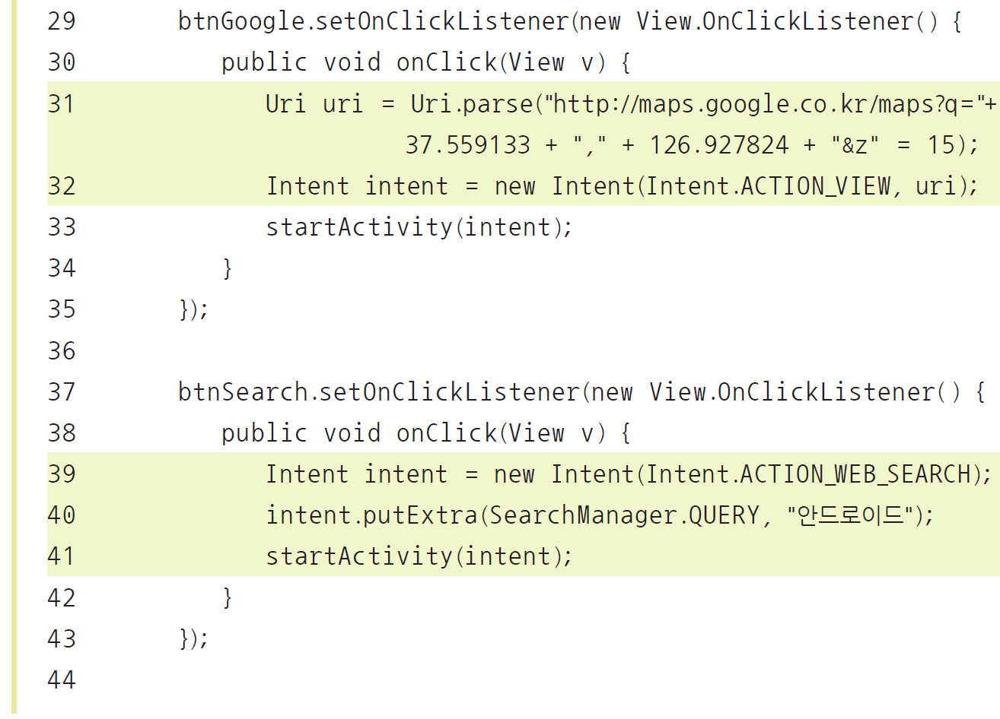 29 btnGoogle.setOnClickListener(new View.OnClickListener() {
30 public void onClick(View v) {
31 Uri uri = Uri.parse("http://maps.google.co.kr/maps?q="+
37.559133 + "," + 126.927824 + "&z" = 15);
32 Intent intent = new Intent(Intent.ACTION_VIEW, uri);
33 startActivity(intent);
34 }
35 });
36
37 btnSearch.setOnClickListener(new View.OnClickListener() {
38 public void onClick(View v) {
39 Intent intent = new Intent(Intent.ACTION_WEB_SEARCH);
40 intent.putExtra(SearchManager.QUERY, "안드로이드");
41 startActivity(intent);
42 }
43 });
44